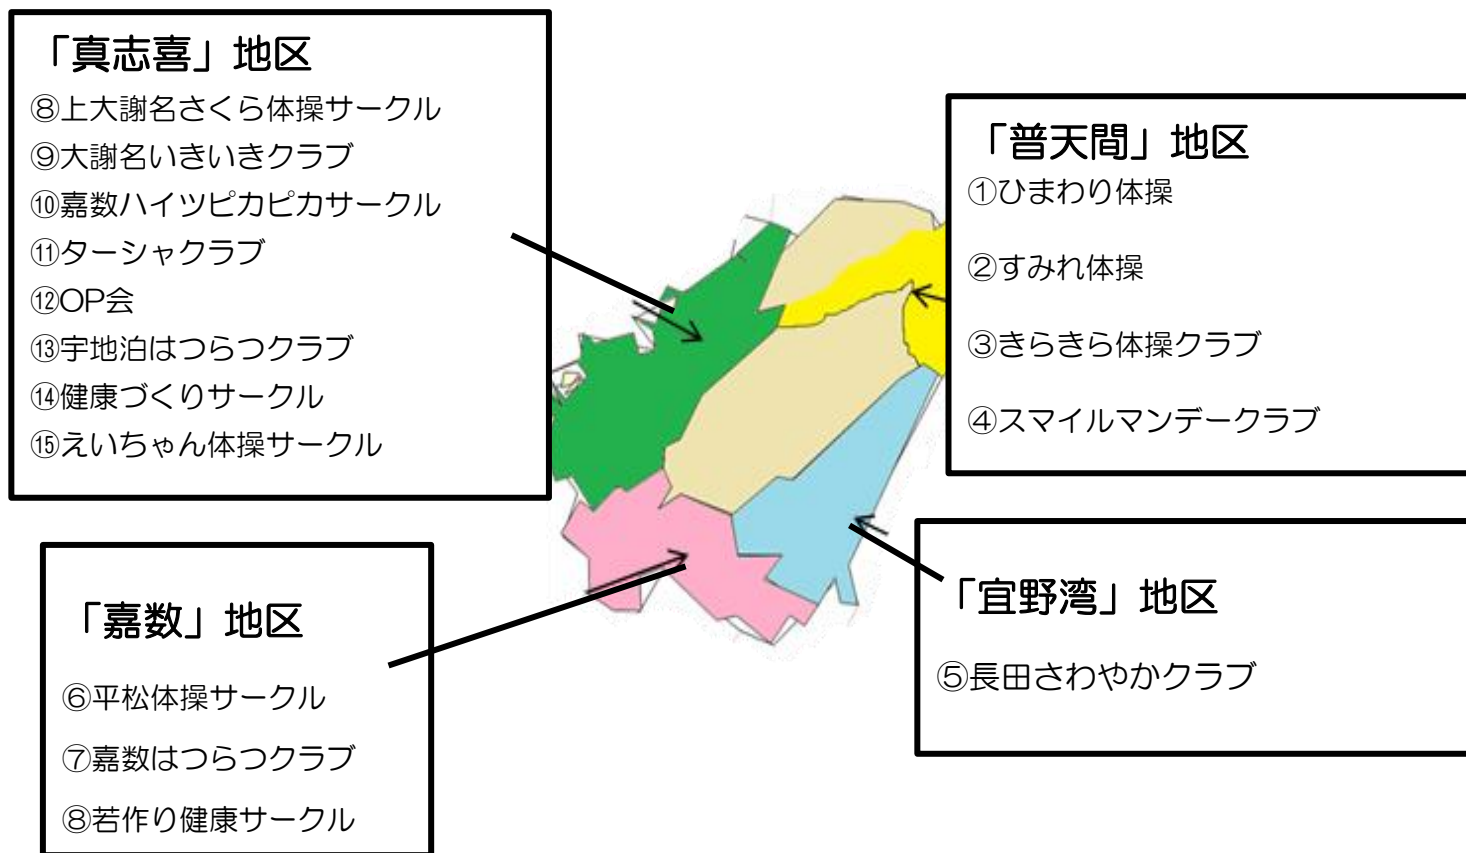 「真志喜」地区
⑧上大謝名さくら体操サークル
⑨大謝名いきいきクラブ
⑩嘉数ハイツピカピカサークル
⑪ターシャクラブ
⑫OP会
⑬宇地泊はつらつクラブ
⑭健康づくりサークル
⑮えいちゃん体操サークル
「普天間」地区
①ひまわり体操
②すみれ体操
③きらきら体操クラブ
④スマイルマンデークラブ
「嘉数」地区
⑥平松体操サークル
⑦嘉数はつらつクラブ
⑧若作り健康サークル
「宜野湾」地区
⑤長田さわやかクラブ